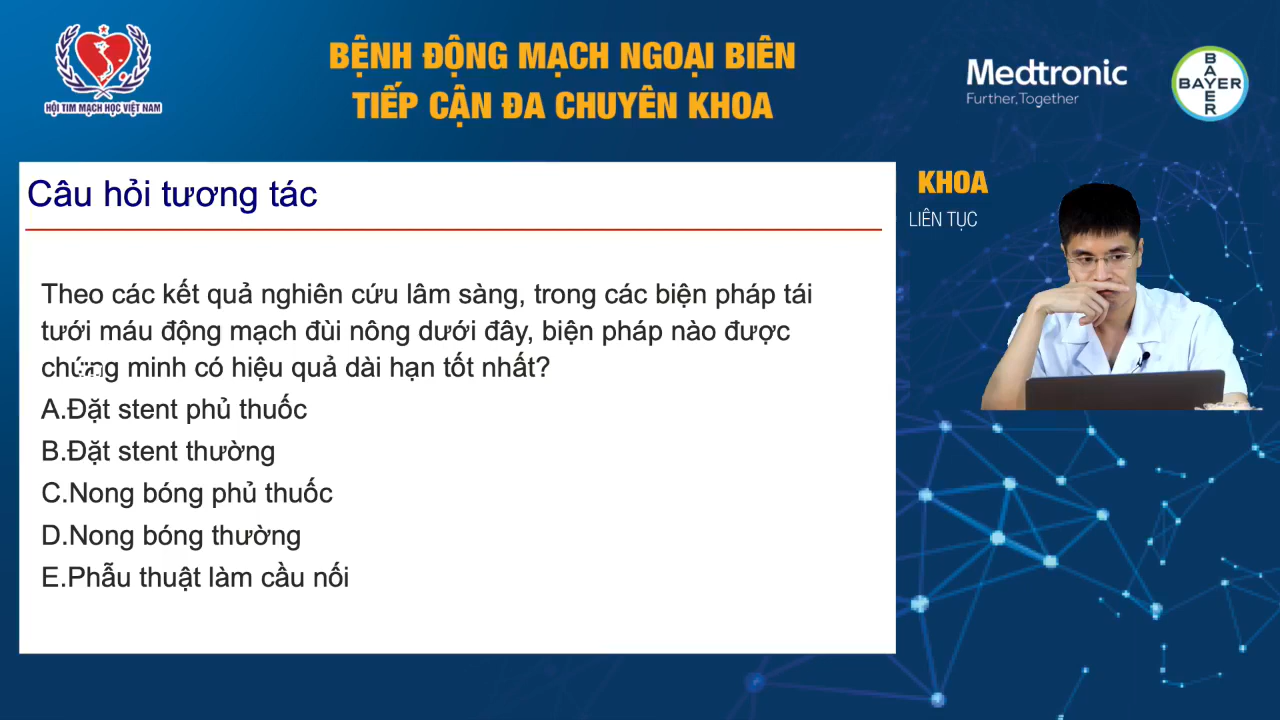 HỘI TIM MẠCH HỌC VIỆT NAM
BỆNH ĐỘNG MẠCH NGOẠI BIÊN
TIẾP CẬN ĐA CHUYÊN KHOA
Medtronic
Further, Together
BAYER
BAYER
Câu hỏi tương tác
KHOA
LIÊN TỤC
Theo các kết quả nghiên cứu lâm sàng, trong các biện pháp tái
tưới máu động mạch đùi nông dưới đây, biện pháp nào được
chứng minh có hiệu quả dài hạn tốt nhất?
A.Đặt stent phủ thuốc
B.Đặt stent thường
C.Nong bóng phủ thuốc
D.Nong bóng thường
E.Phẫu thuật làm cầu nối